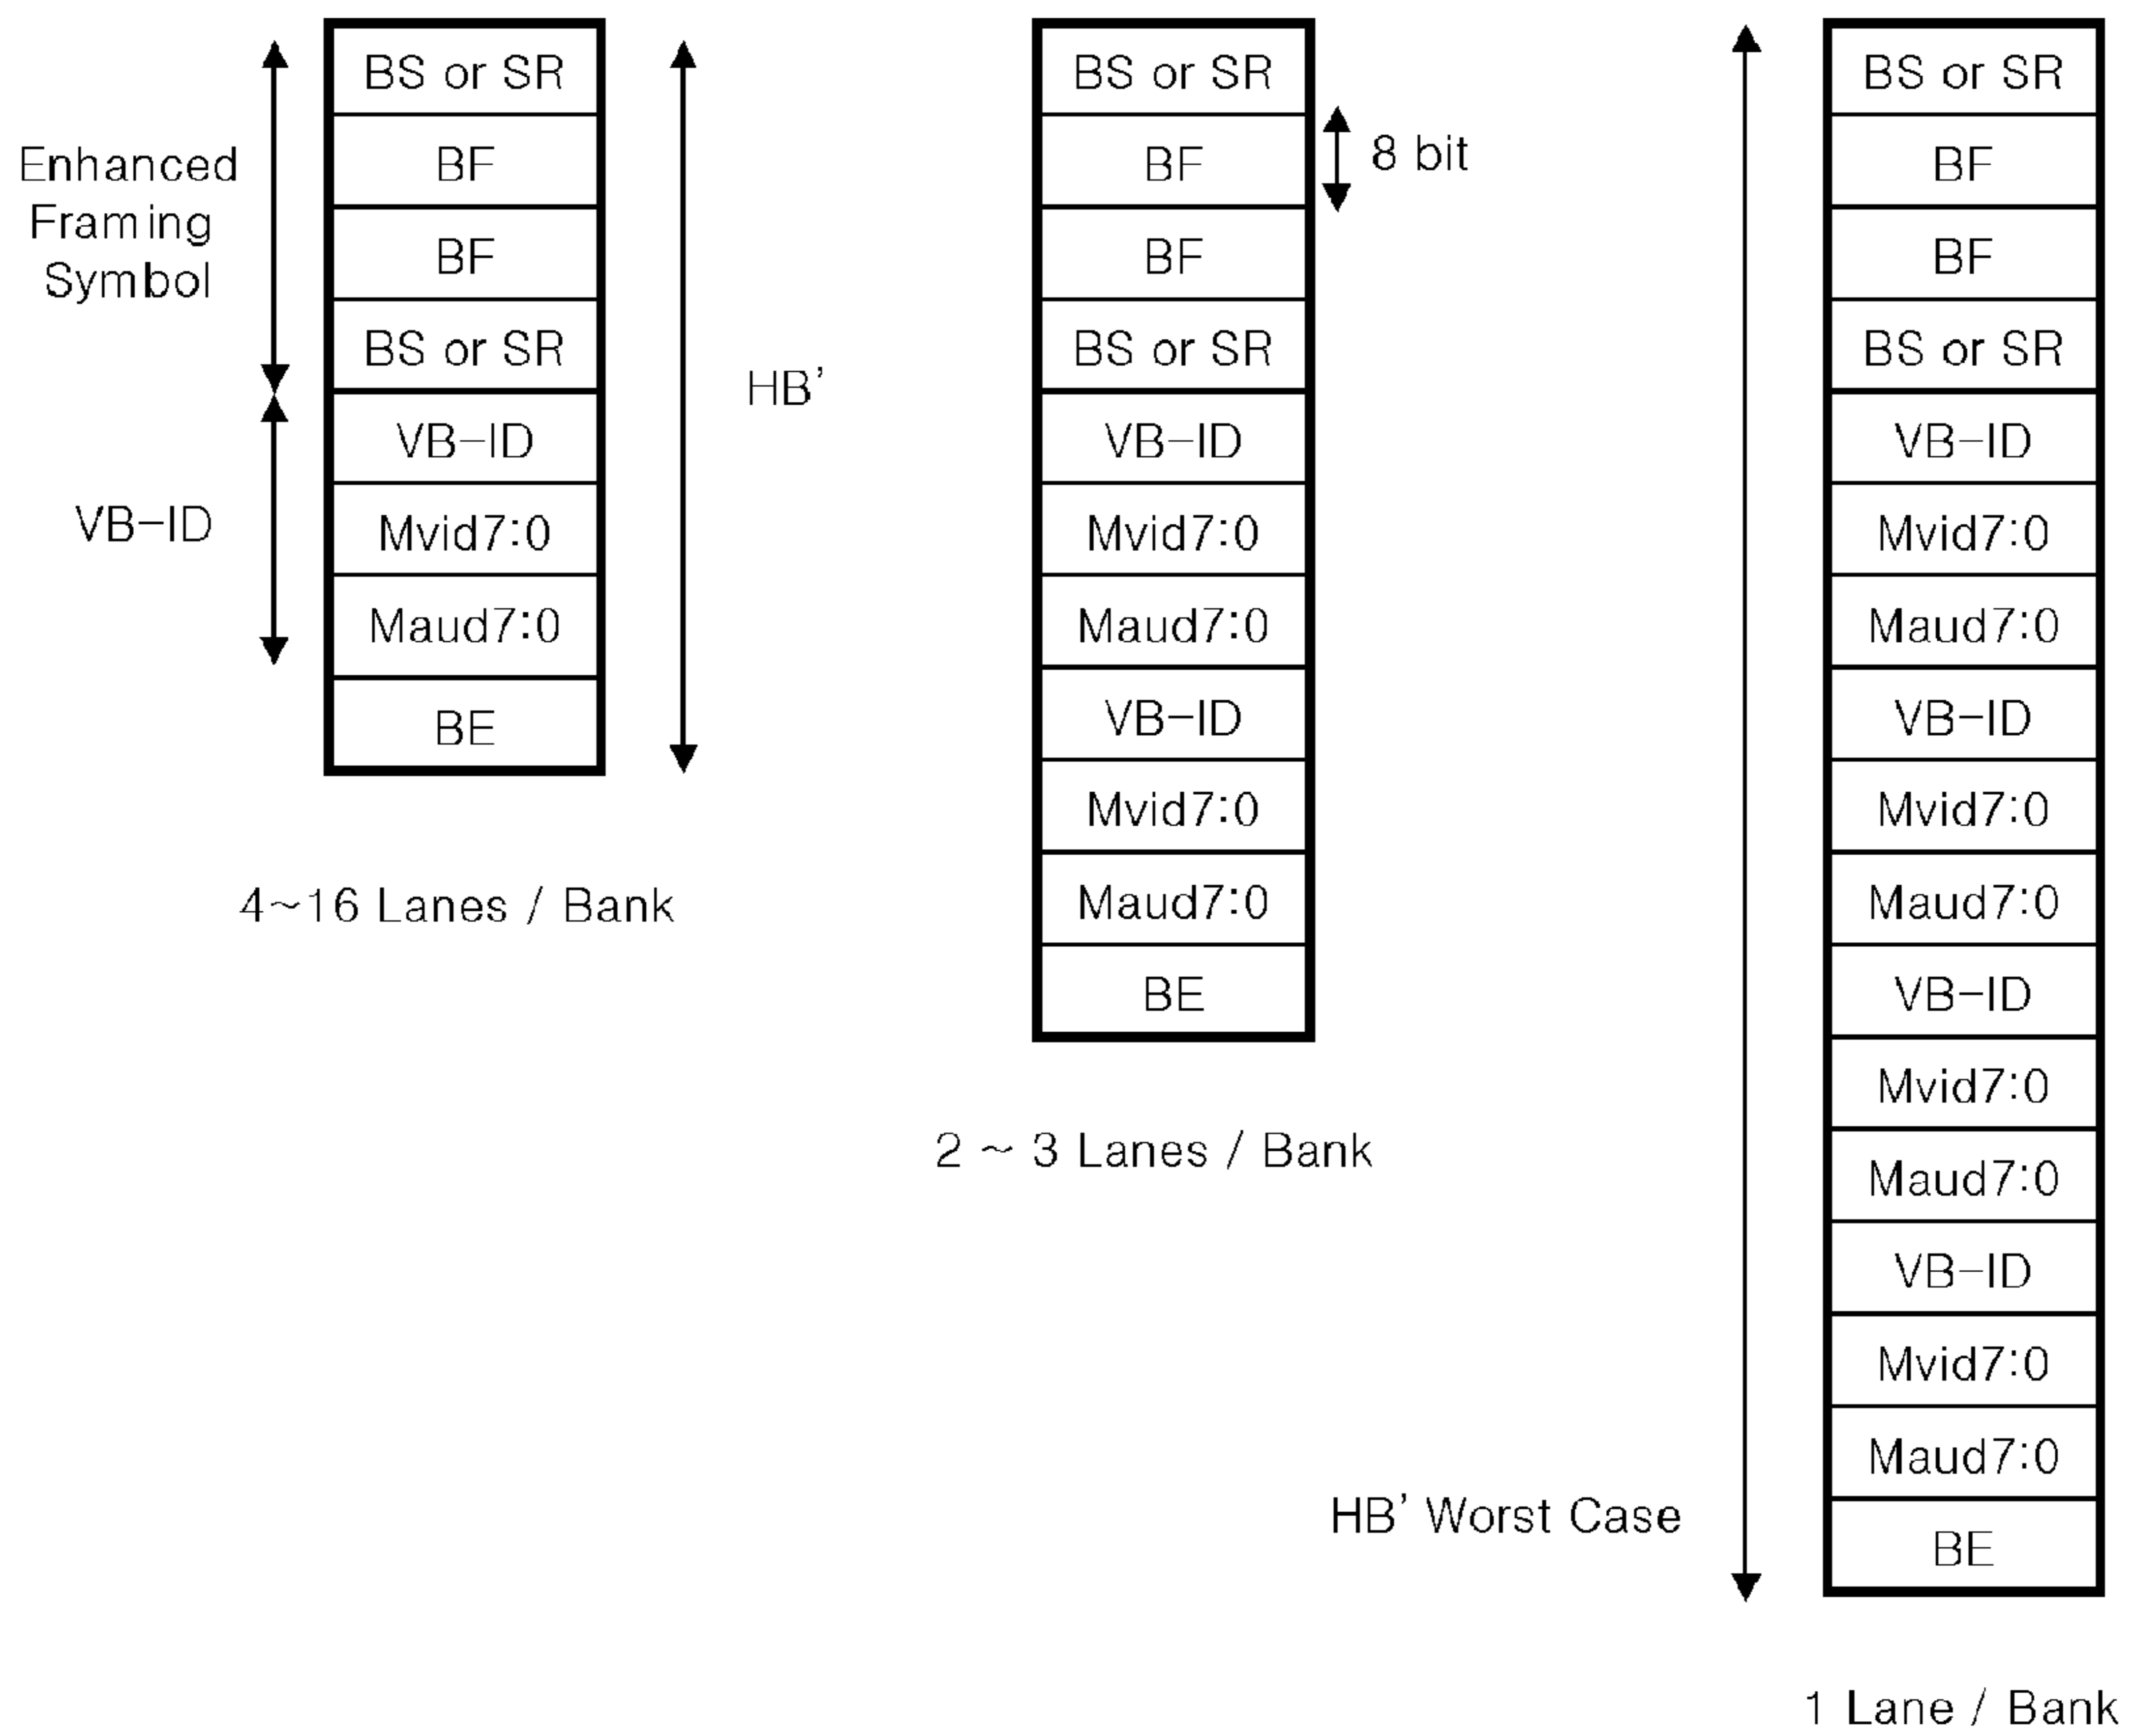 Enhanced
Framing
Symbol
VB-ID
BS or SR
BF
BF
BS or SR
VB-ID
Mvid7:0
Maud7:0
BE
HB'
4~16 Lanes / Bank
BS or SR
BF
BF
BS or SR
VB-ID
Mvid7:0
Maud7:0
VB-ID
Mvid7:0
Maud7:0
BE
8 bit
2 ~ 3 Lanes / Bank
HB' Worst Case
BS or SR
BF
BF
BS or SR
VB-ID
Mvid7:0
Maud7:0
VB-ID
Mvid7:0
Maud7:0
VB-ID
Mvid7:0
Maud7:0
VB-ID
Mvid7:0
Maud7:0
BE
1 Lane / Bank